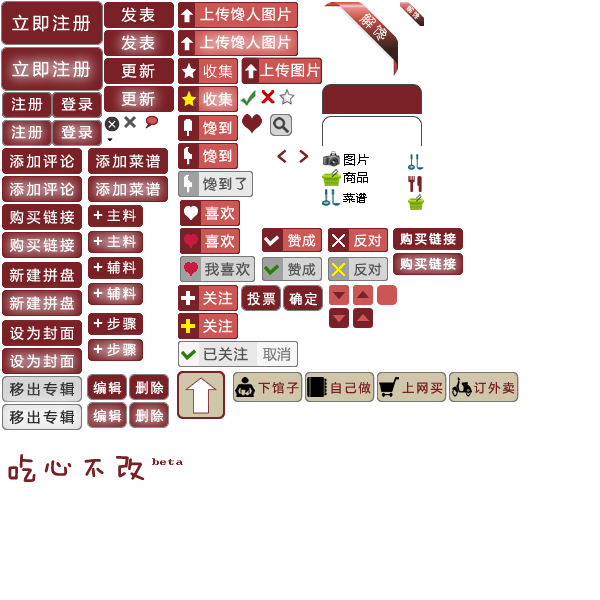 立即注册
立即注册
注册 登录
注册 登录
添加评论
添加评论
购买链接
购买链接
新建拼盘
新建拼盘
设为封面
设为封面
移出专辑
移出专辑
发表
发表
更新
更新
添加菜谱
添加菜谱
+ 主料
+ 主料
+ 辅料
+ 辅料
+ 步骤
+ 步骤
编辑 删除
编辑 删除
上传馋人图片
上传馋人图片
收集 上传图片
收集
馋到
馋到
馋到了
喜欢
喜欢
我喜欢
关注
关注
已关注 取消
赞成 反对
赞成 反对
投票 确定
解馋
解馋
图片
商品
菜谱
购买链接
购买链接
下馆子 自己做 上网买 订外卖
吃心不改 beta